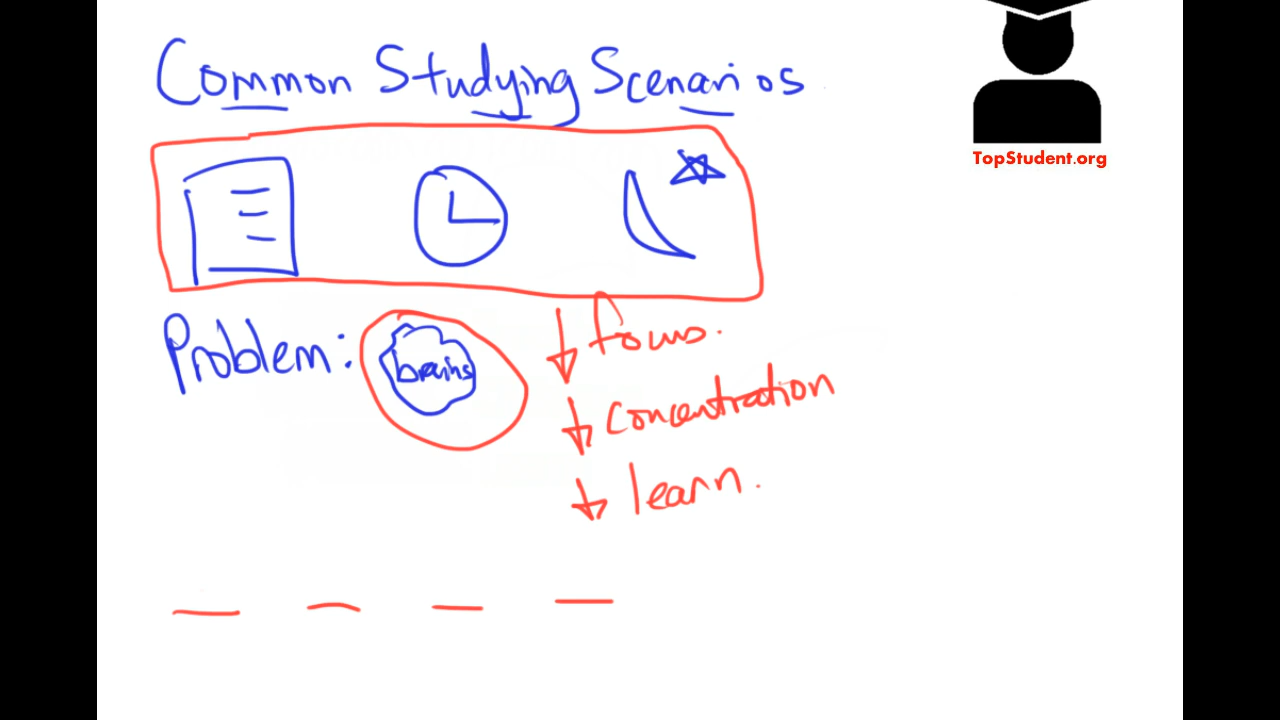 Common Studying Scenarios
TopStudent.org
Problem:
brains
↓ focus.
↓ concentration
↓ learn.